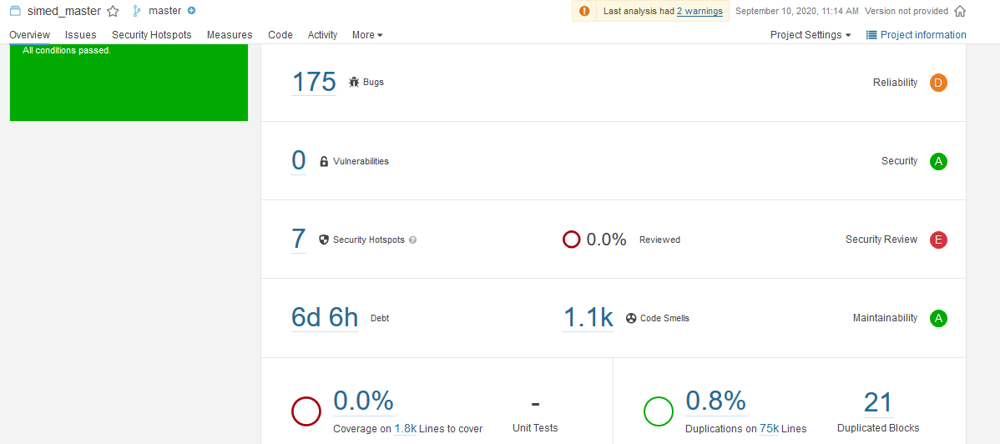 simed_master master Last analysis had 2 warnings September 10, 2020, 11:14 AM Version not provided
Overview Issues Security Hotspots Measures Code Activity More Project Settings Project information
All conditions passed.
175 Bugs Reliability D
0 Vulnerabilities Security A
7 Security Hotspots ? 0.0% Reviewed Security Review E
6d 6h Debt 1.1k Code Smells Maintainability A
0.0% - 0.8% 21
Coverage on 1.8k Lines to cover Unit Tests Duplications on 75k Lines Duplicated Blocks